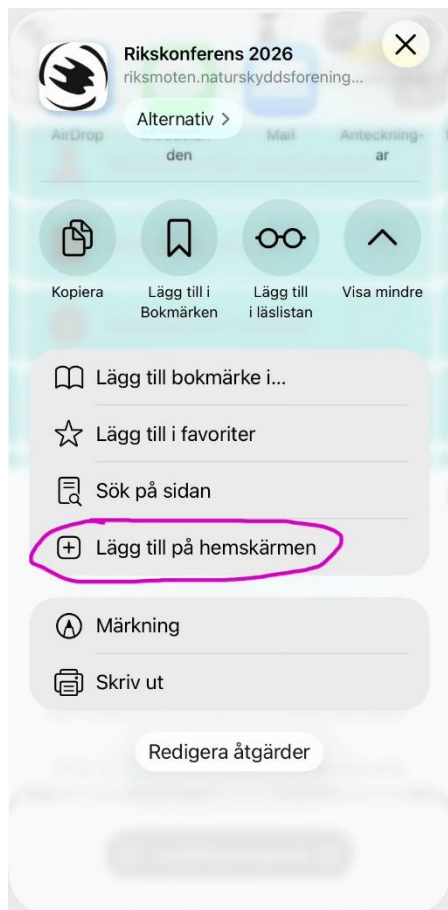 Rikskonferens 2026
riksmoten.naturskyddsforening...
Alternativ >
AirDrop
den
Mail
Anteckning-
ar
Kopiera
Lägg till i
Bokmärken
Lägg till
i läslistan
Visa mindre
Lägg till bokmärke i...
Lägg till i favoriter
Sök på sidan
Lägg till på hemskärmen
Märkning
Skriv ut
Redigera åtgärder